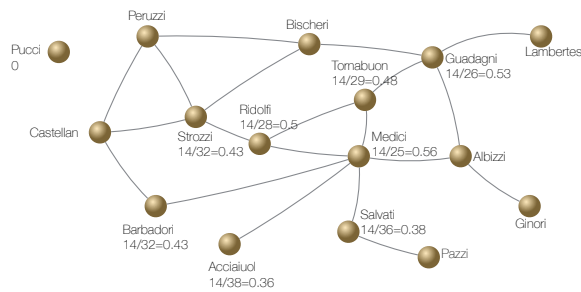 Peruzzi
Bischeri
Pucci
0
Lambertes
Guadagni
14/26=0.53
Tornabuon
14/29=0.48
Ridolfi
14/28=0.5
Castellan
Strozzi
14/32=0.43
Medici
14/25=0.56
Albizzi
Barbadori
14/32=0.43
Salvati
14/36=0.38
Ginori
Pazzi
Acciaiuol
14/38=0.36